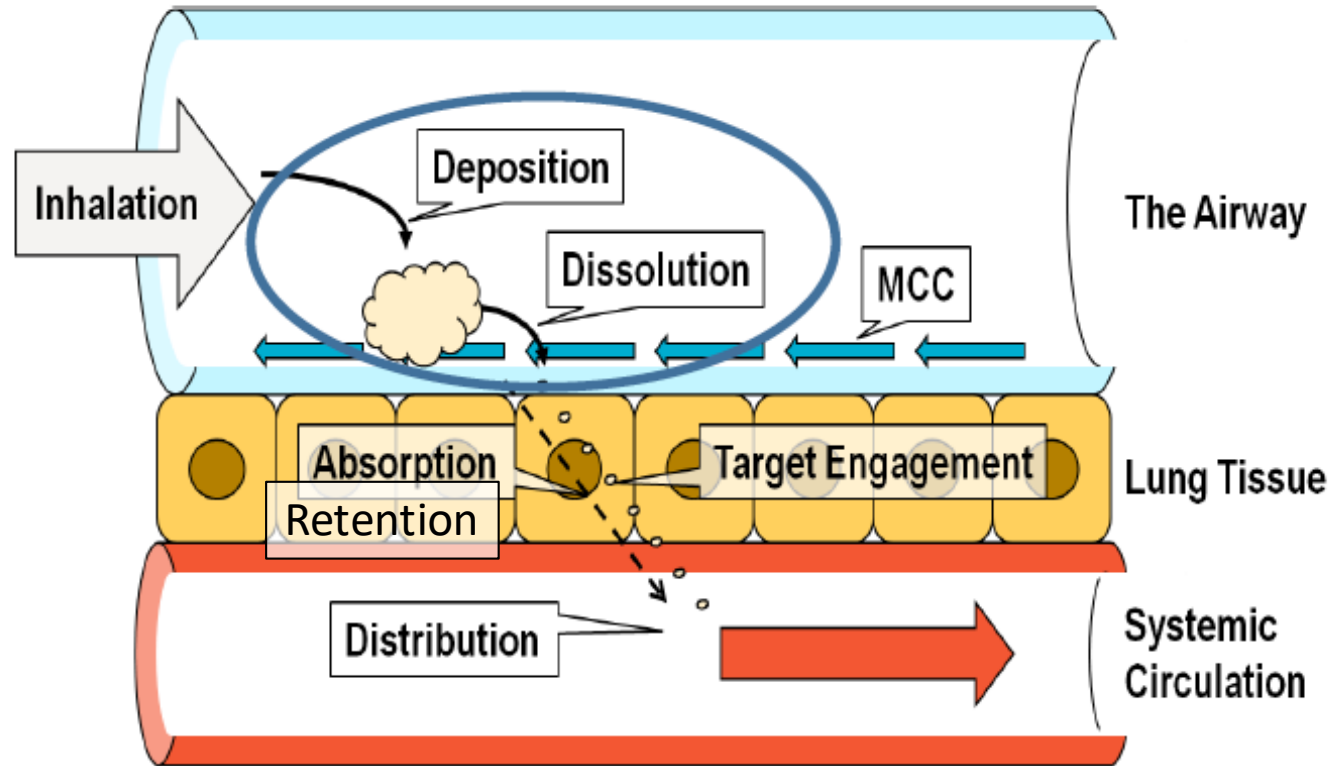 Inhalation
Deposition
Dissolution
MCC
The Airway
Absorption
Retention
Target Engagement
Lung Tissue
Distribution
Systemic
Circulation